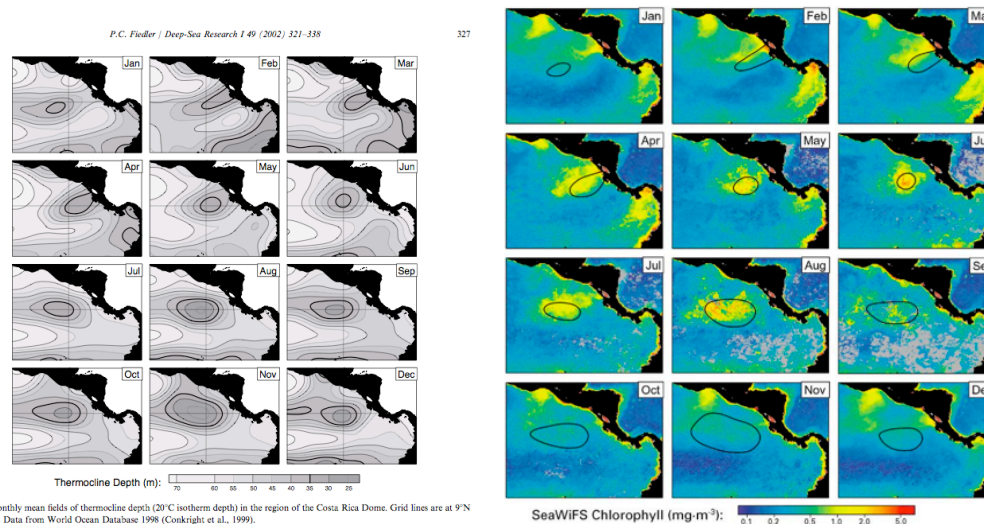 P.C. Fiedler / Deep-Sea Research I 49 (2002) 321–338
327
Jan
Feb
Mar
Apr
May
Jun
Jul
Aug
Sep
Oct
Nov
Dec
Thermocline Depth (m):
70 60 55 50 45 40 35 30 25
onthly mean fields of thermocline depth (20°C isotherm depth) in the region of the Costa Rica Dome. Grid lines are at 9°N
Data from World Ocean Database 1998 (Conkright et al., 1999).
Jan
Feb
Ma
Apr
May
Ju
Jul
Aug
Se
Oct
Nov
De
SeaWiFS Chlorophyll (mg·m-3):
0.1 0.2 0.5 1.0 2.0 5.0